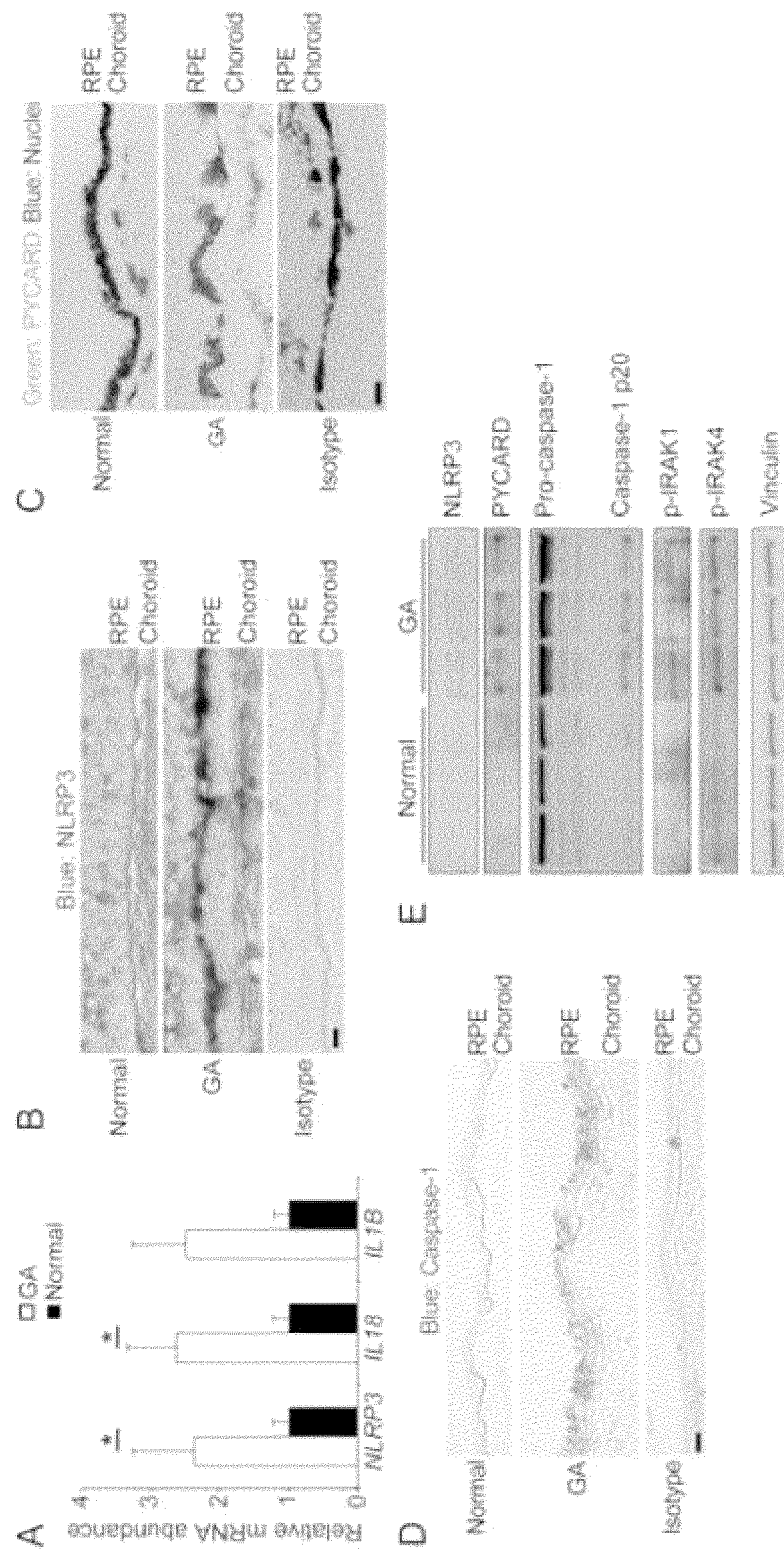 A
GA
Normal
Relative mRNA abundance
4
3
2
1
0
*
*
NLRP3
IL18
IL1B
B
Blue: NLRP3
Normal
RPE
Choroid
GA
RPE
Choroid
Isotype
RPE
Choroid
C
Green: PYCARD Blue: Nuclei
Normal
RPE
Choroid
GA
RPE
Choroid
Isotype
RPE
Choroid
D
Blue: Caspase-1
Normal
RPE
Choroid
GA
RPE
Choroid
Isotype
RPE
Choroid
E
Normal
GA
NLRP3
PYCARD
Pro-caspase-1
Caspase-1 p20
p-IRAK1
p-IRAK4
Vinculin